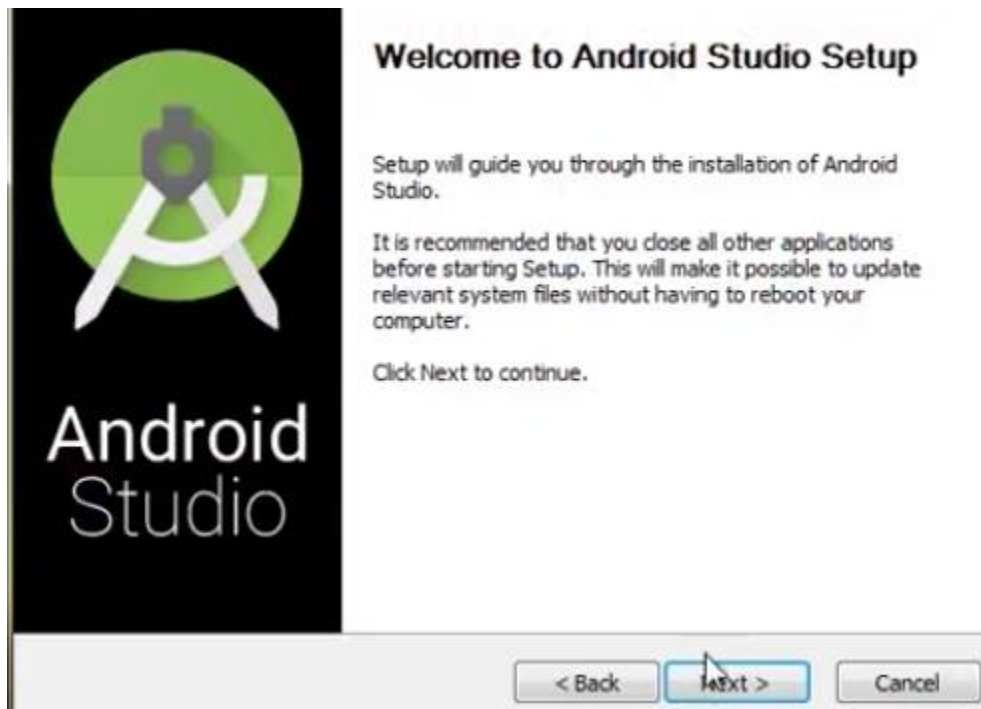 Welcome to Android Studio Setup
Setup will guide you through the installation of Android
Studio.
It is recommended that you close all other applications
before starting Setup. This will make it possible to update
relevant system files without having to reboot your
computer.
Click Next to continue.
Android
Studio
< Back
Next >
Cancel